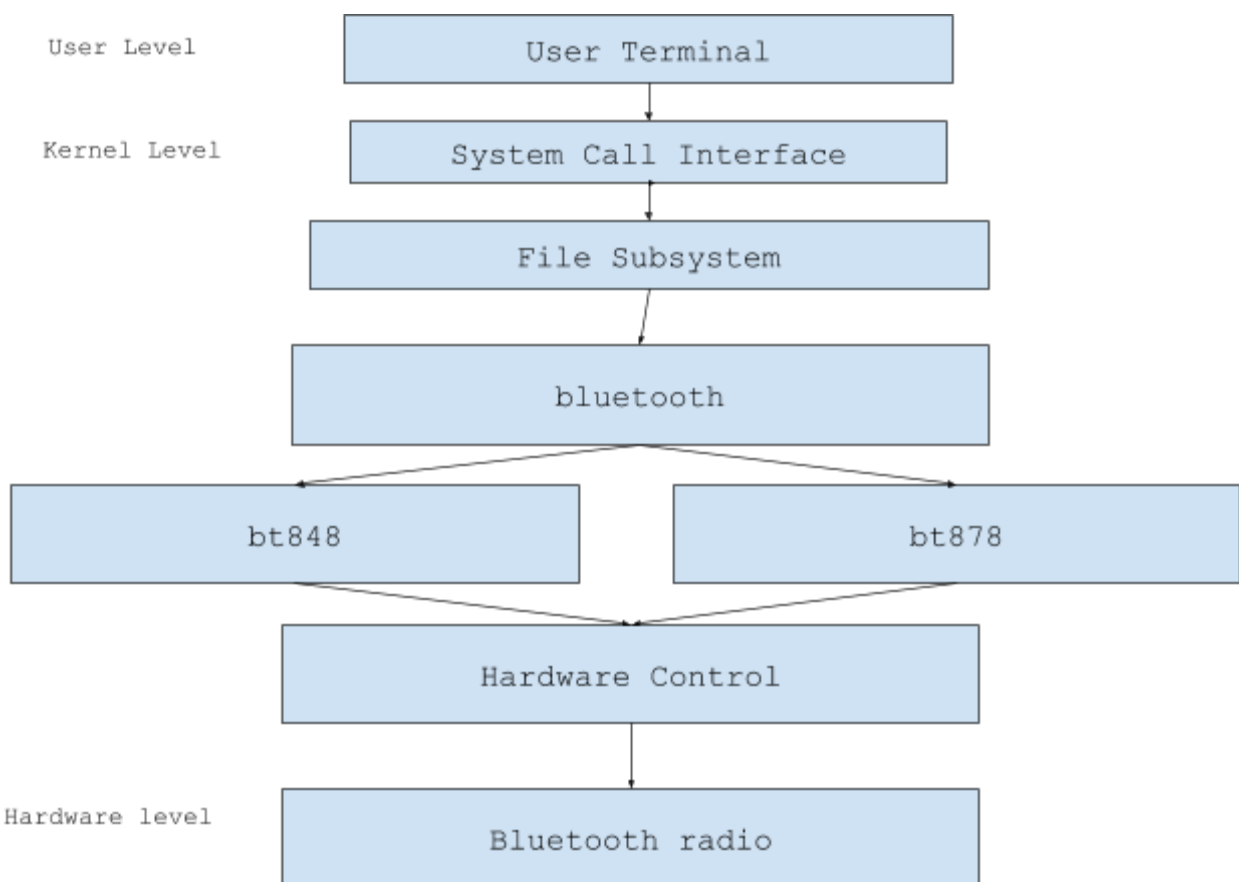 User Level
User Terminal
Kernel Level
System Call Interface
File Subsystem
bluetooth
bt848
bt878
Hardware Control
Hardware level
Bluetooth radio